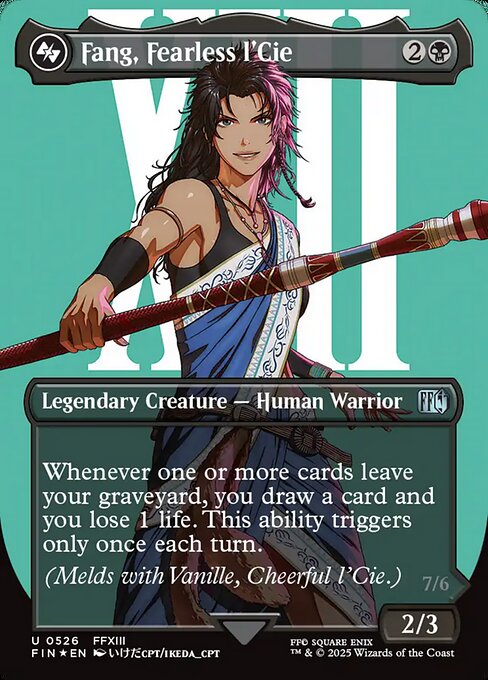 XIII
Fang, Fearless l'Cie 2
Legendary Creature — Human Warrior
Whenever one or more cards leave
your graveyard, you draw a card and
you lose 1 life. This ability triggers
only once each turn.
(Melds with Vanille, Cheerful l'Cie.)
7/6
2/3
U 0526 FFXIII
FIN★EN いけだCPT/IKEDA_CPT
FF© SQUARE ENIX
™ & © 2025 Wizards of the Coast